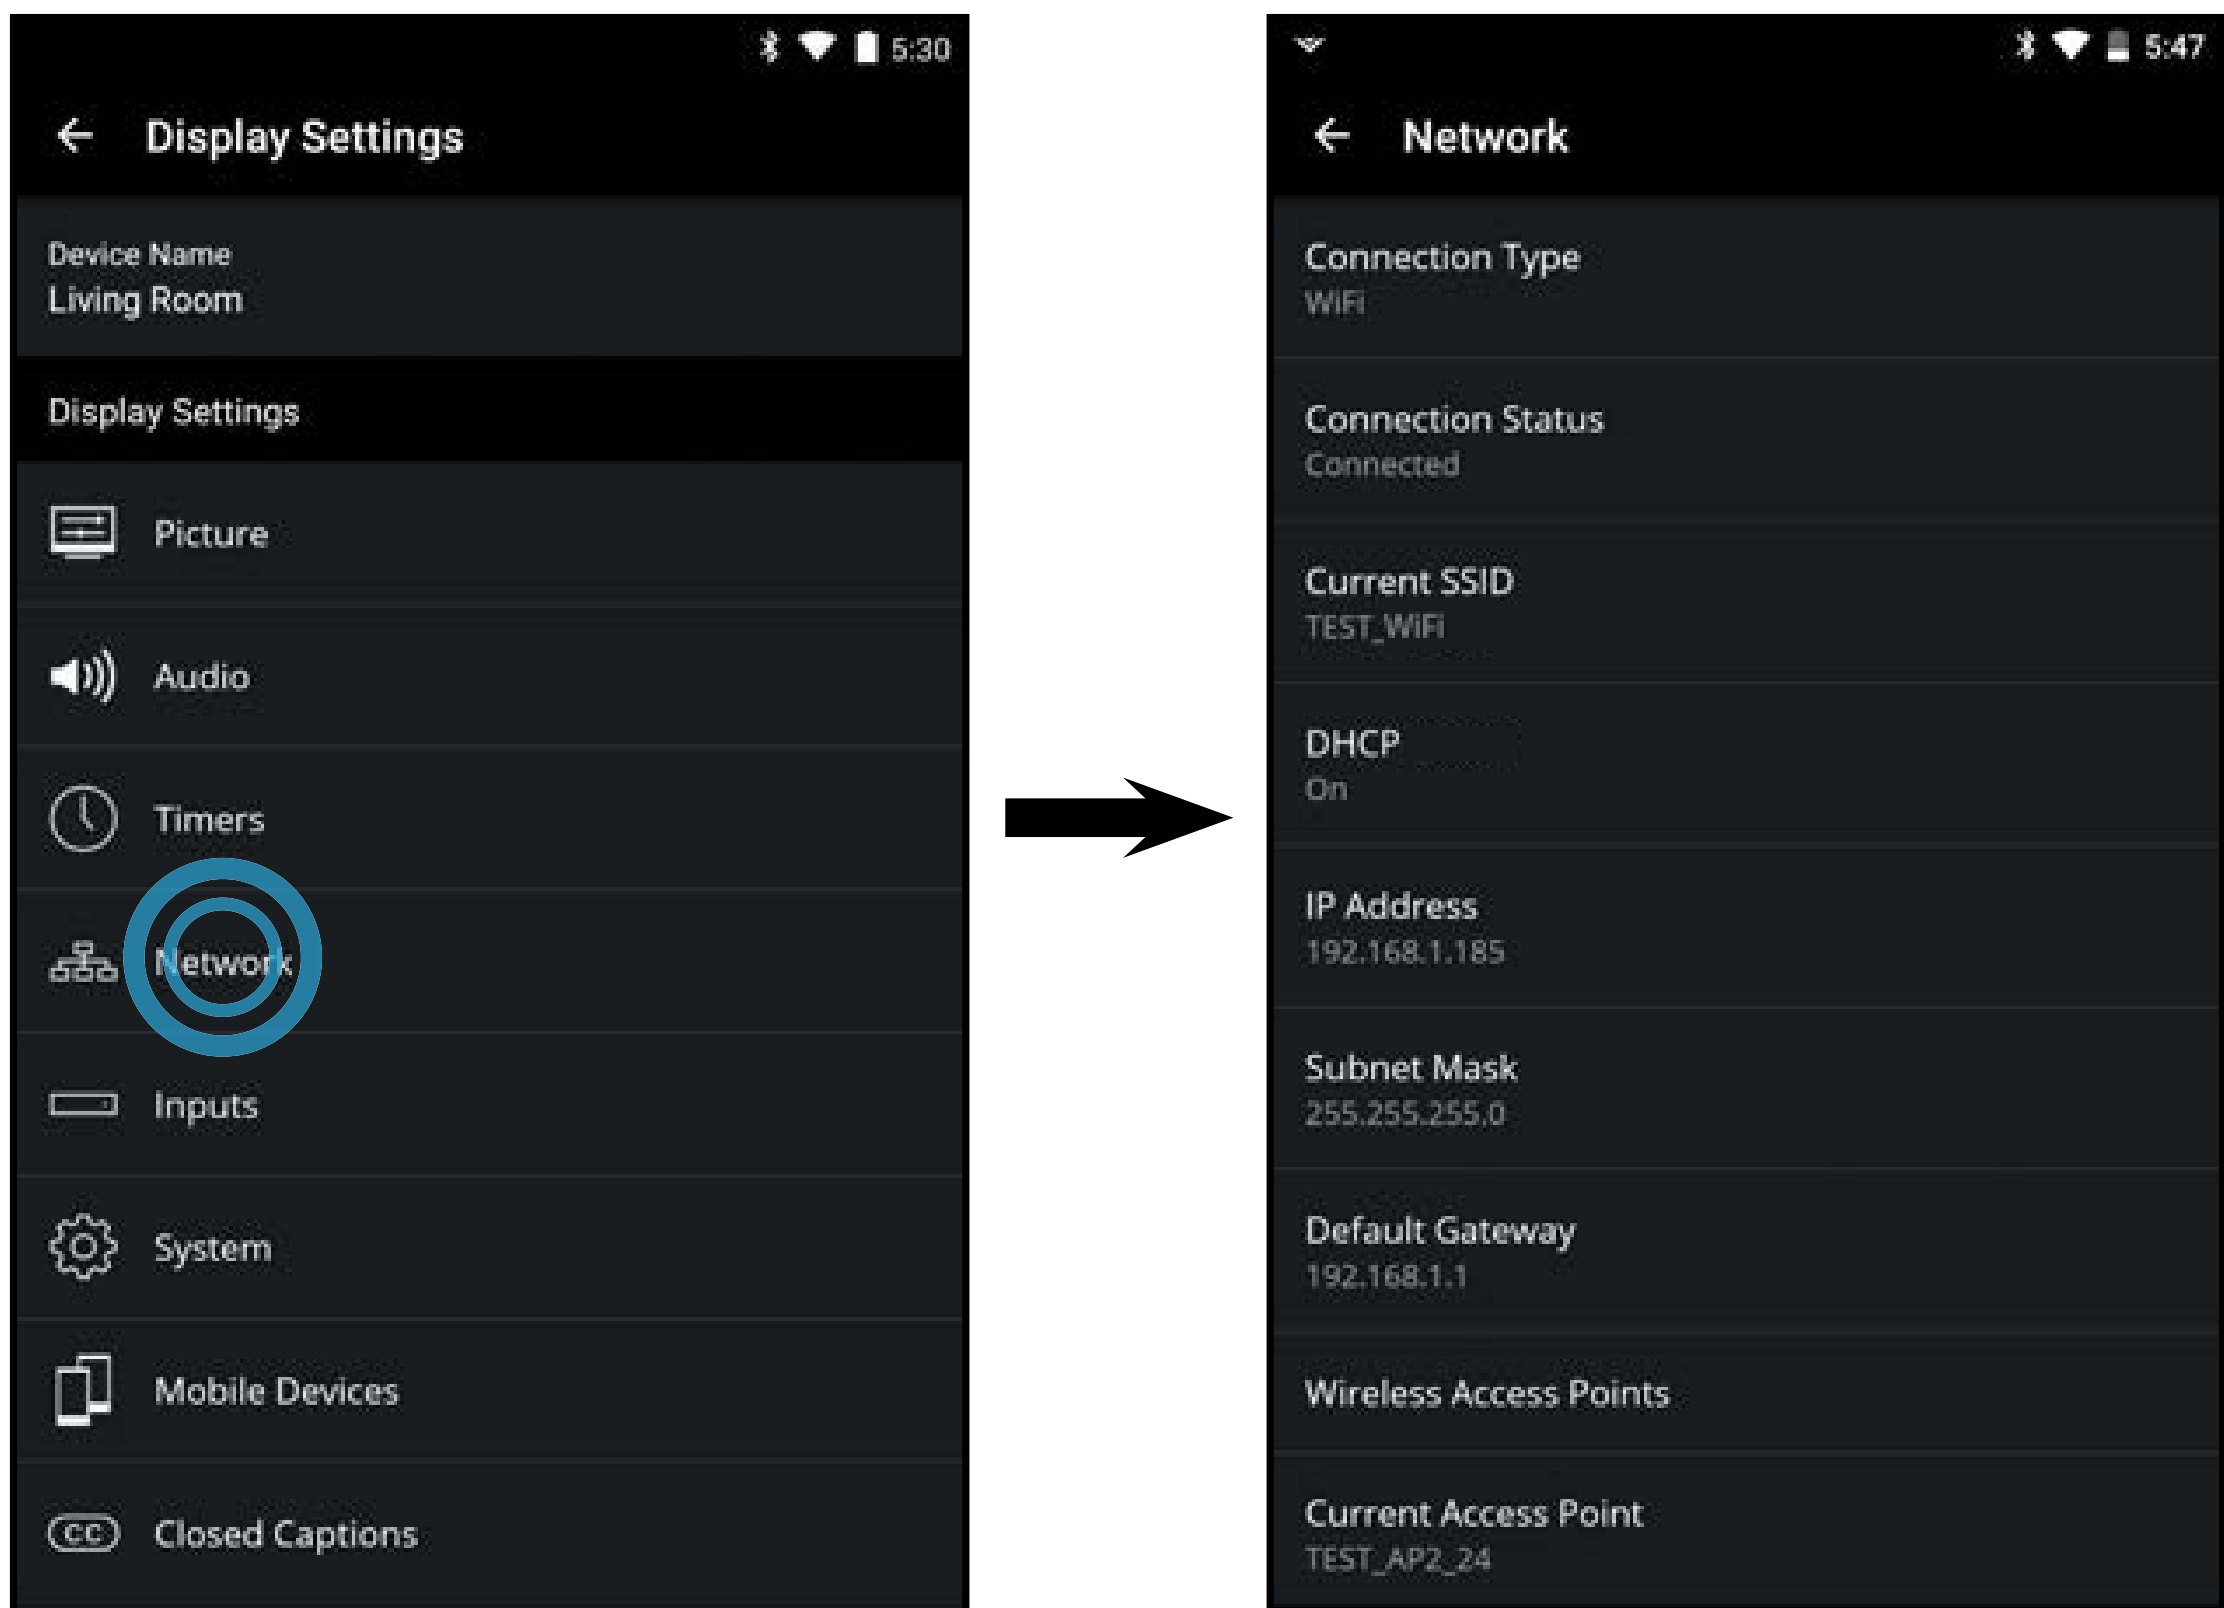 5:30
Display Settings
Device Name
Living Room
Display Settings
Picture
Audio
Timers
Network
Inputs
System
Mobile Devices
CC Closed Captions
5:47
Network
Connection Type
WiFi
Connection Status
Connected
Current SSID
TEST_WiFi
DHCP
On
IP Address
192.168.1.185
Subnet Mask
255.255.255.0
Default Gateway
192.168.1.1
Wireless Access Points
Current Access Point
TEST_AP2_24